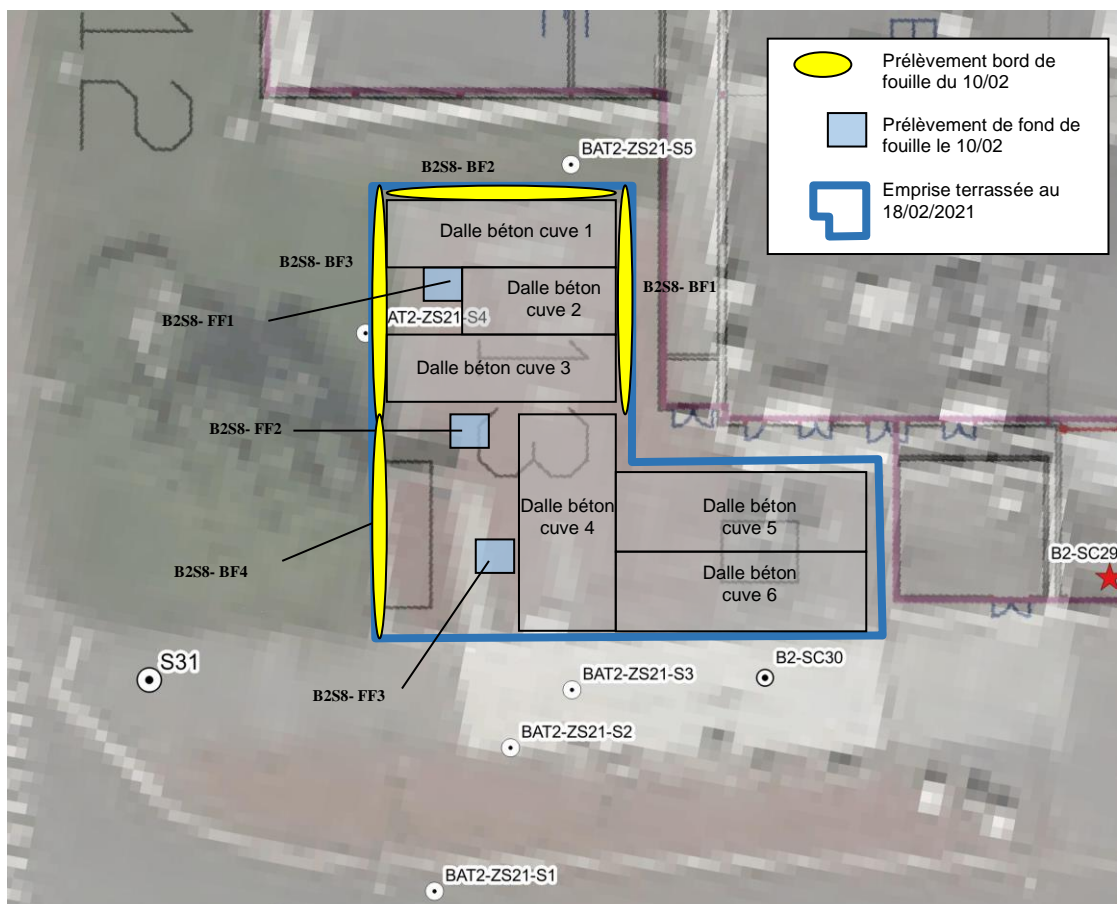 Prélèvement bord de
fouille du 10/02
Prélèvement de fond de
fouille le 10/02
Emprise terrassée au
18/02/2021
BAT2-ZS21-S5
B2S8- BF2
Dalle béton cuve 1
B2S8- BF3
Dalle béton
cuve 2
B2S8- BF1
B2S8- FF1
AT2-ZS21-S4
Dalle béton cuve 3
B2S8- FF2
Dalle béton
cuve 4
Dalle béton
cuve 5
B2-SC29
B2S8- BF4
Dalle béton
cuve 6
S31
B2-SC30
B2S8- FF3
BAT2-ZS21-S3
BAT2-ZS21-S2
BAT2-ZS21-S1